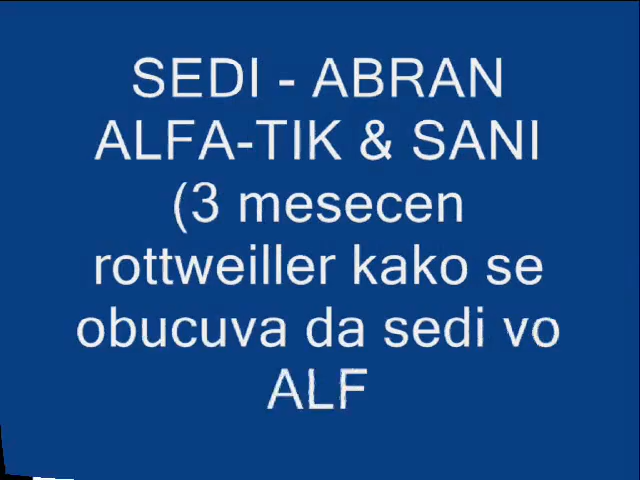 SEDI - ABRAN
ALFA-TIK & SANI
(3 mesecen
rottweiller kako se
obucuva da sedi vo
ALF